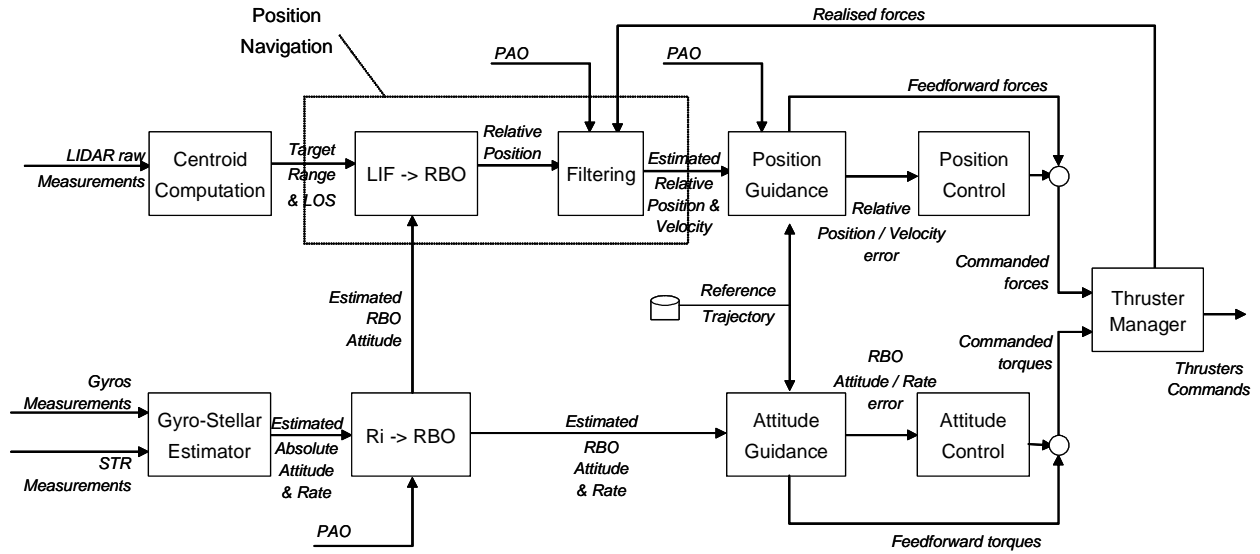 Realised forces
Position
Navigation
PAO
PAO
Feedforward forces
LIDAR raw
Measurements
Centroid
Computation
Target
Range
& LOS
LIF -> RBO
Relative
Position
Filtering
Estimated
Relative
Position &
Velocity
Position
Guidance
Relative
Position / Velocity
error
Position
Control
Commanded
forces
Estimated
RBO
Attitude
Reference
Trajectory
Thruster
Manager
Thrusters
Commands
Commanded
torques
Gyros
Measurements
STR
Measurements
Gyro-Stellar
Estimator
Estimated
Absolute
Attitude
& Rate
Ri -> RBO
PAO
Estimated
RBO
Attitude
& Rate
Attitude
Guidance
RBO
Attitude / Rate
error
Attitude
Control
Feedforward torques